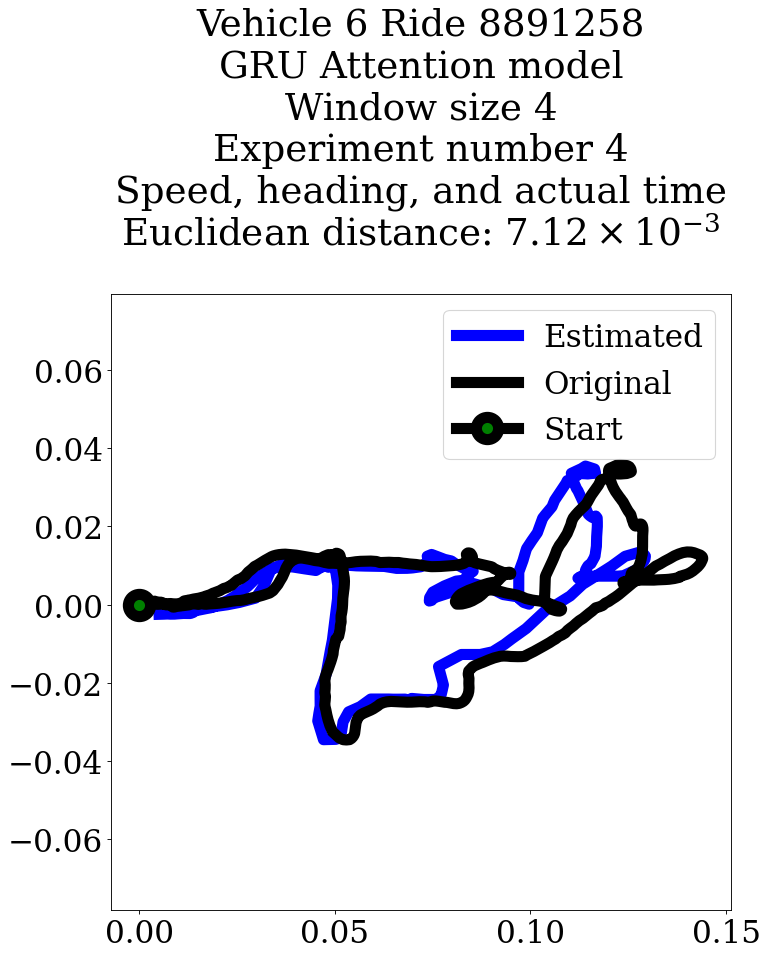 Vehicle 6 Ride 8891258
GRU Attention model
Window size 4
Experiment number 4
Speed, heading, and actual time
Euclidean distance: 7.12 × 10⁻³
Estimated
Original
Start
0.06
0.04
0.02
0.00
−0.02
−0.04
−0.06
0.00 0.05 0.10 0.15